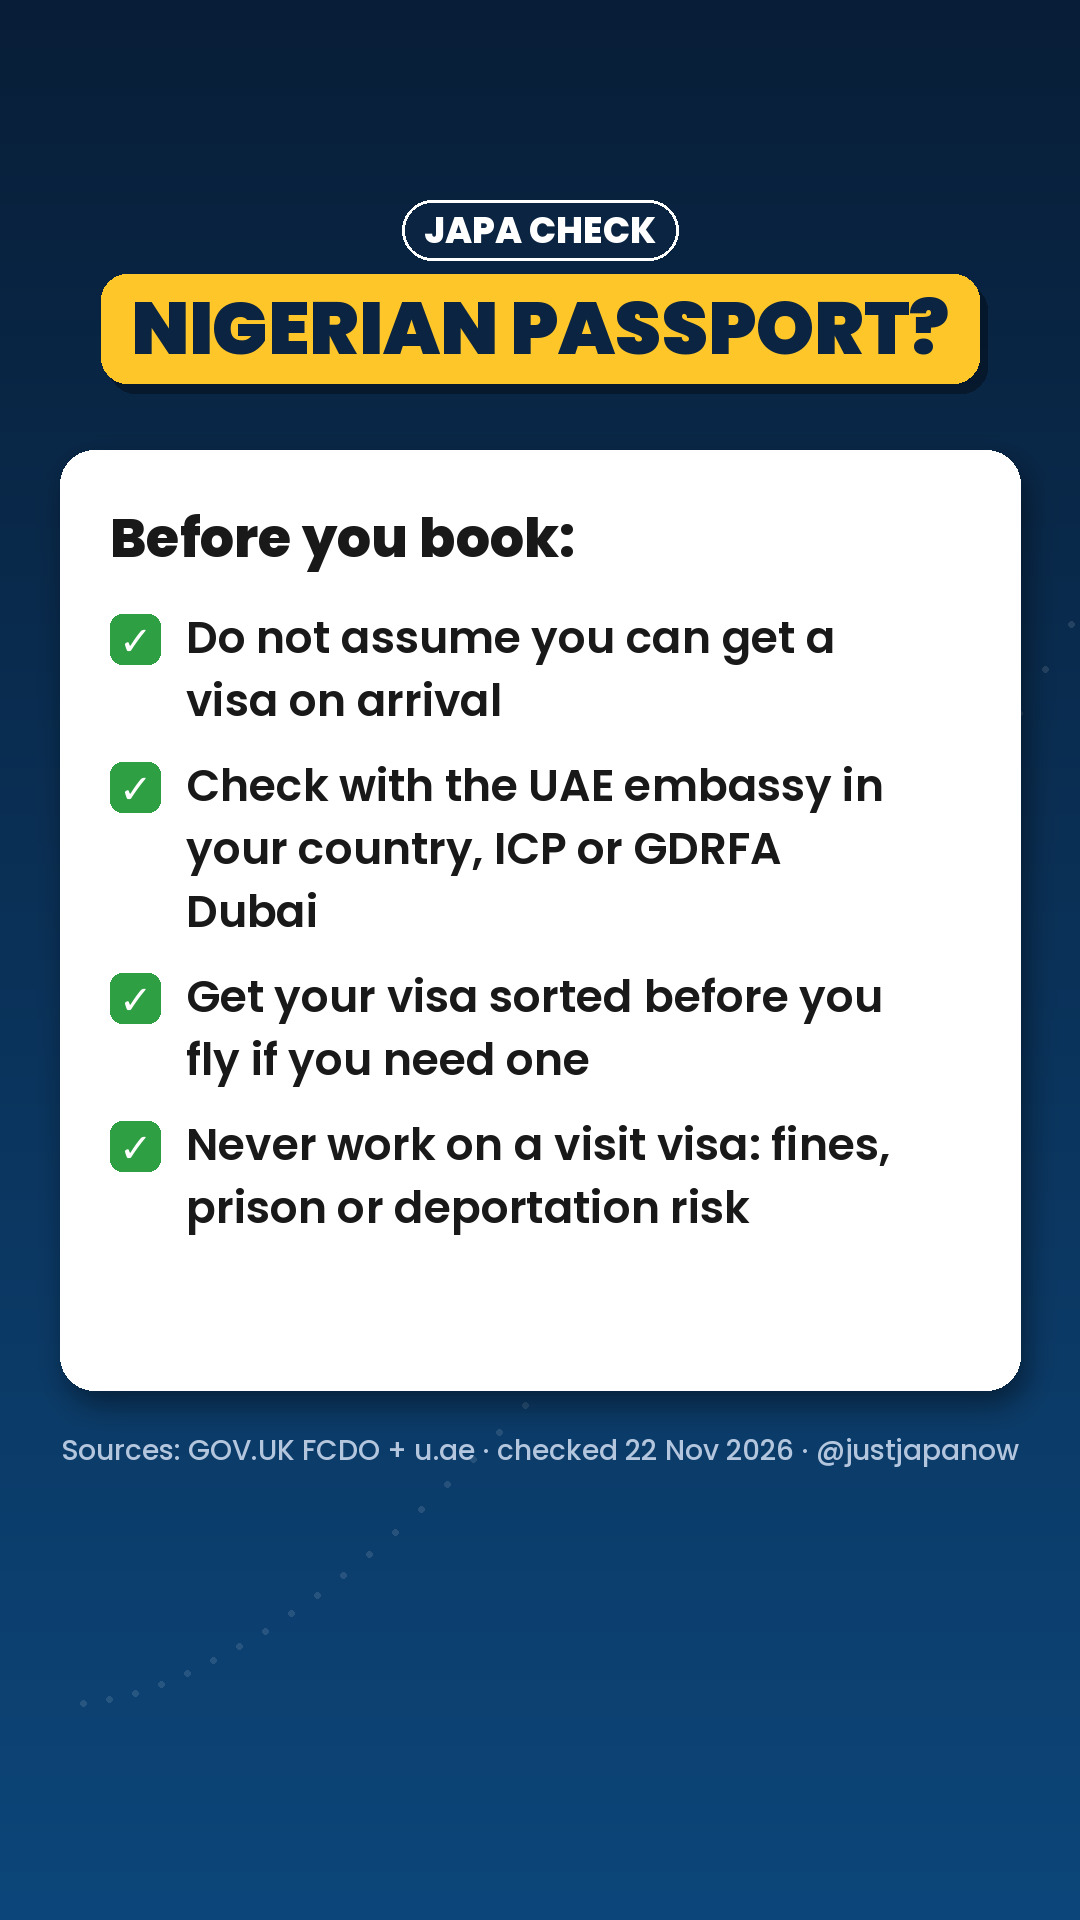 JAPA CHECK
NIGERIAN PASSPORT?
Before you book:
✓ Do not assume you can get a
visa on arrival
✓ Check with the UAE embassy in
your country, ICP or GDRFA
Dubai
✓ Get your visa sorted before you
fly if you need one
✓ Never work on a visit visa: fines,
prison or deportation risk
Sources: GOV.UK FCDO + u.ae · checked 22 Nov 2026 · @justjapanow